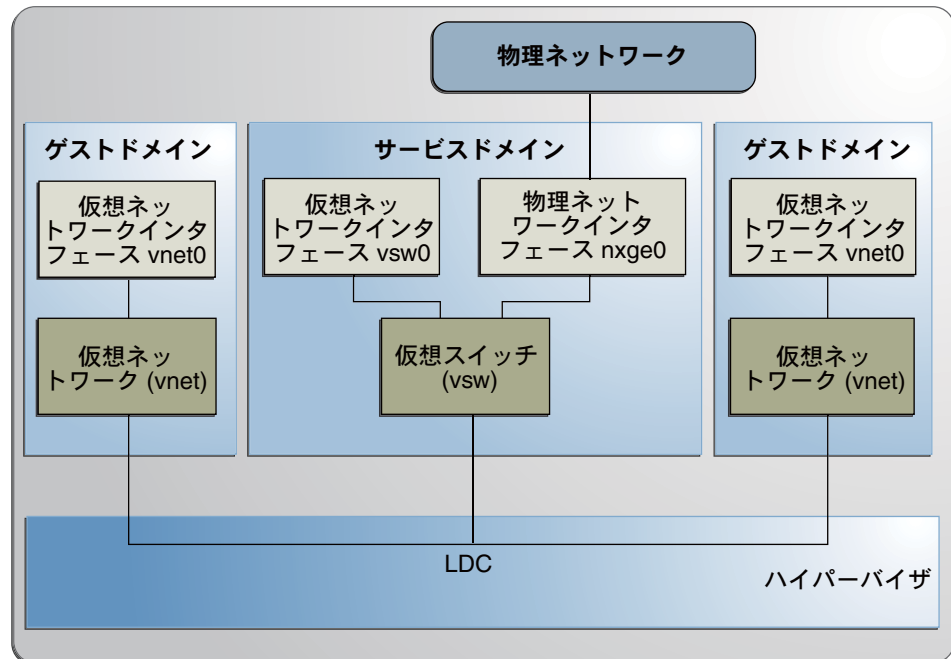 物理ネットワーク
ゲストドメイン
仮想ネッ
トワークインタ
フェース vnet0
仮想ネッ
トワーク (vnet)
サービスドメイン
仮想ネッ
トワークインタ
フェース vsw0
物理ネット
ワークインタ
フェース nxge0
仮想スイッチ
(vsw)
ゲストドメイン
仮想ネッ
トワークインタ
フェース vnet0
仮想ネッ
トワーク (vnet)
LDC
ハイパーバイザ